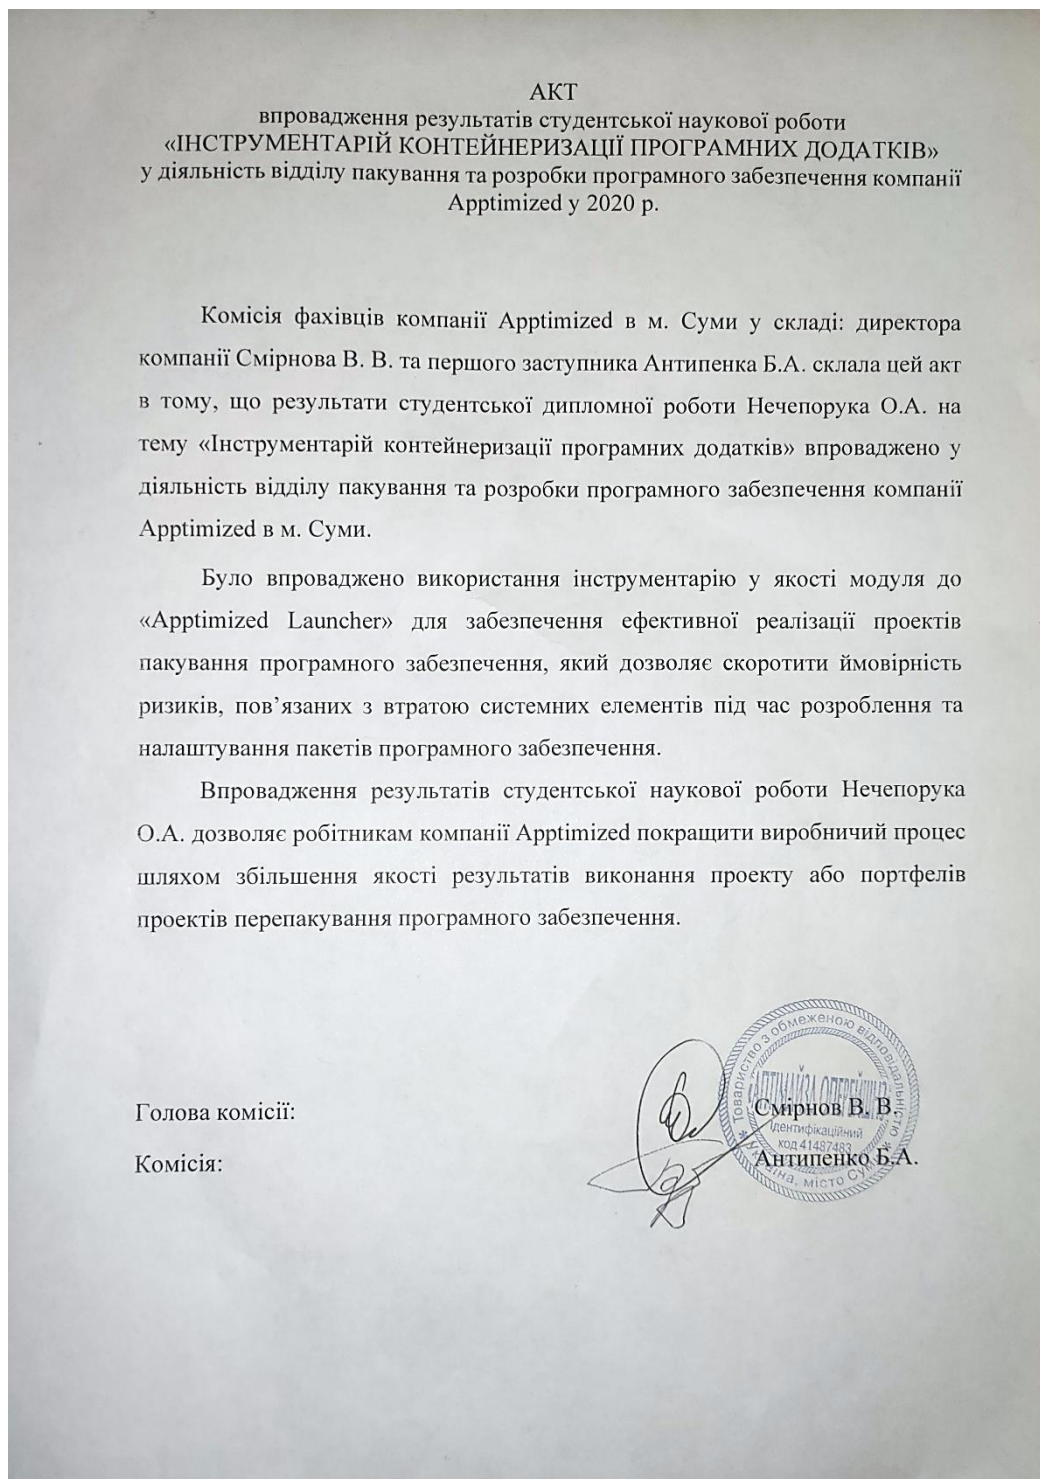 АКТ
впровадження результатів студентської наукової роботи
«ІНСТРУМЕНТАРІЙ КОНТЕЙНЕРИЗАЦІЇ ПРОГРАМНИХ ДОДАТКІВ»
у діяльність відділу пакування та розробки програмного забезпечення компанії
Apptimized у 2020 р.
Комісія фахівців компанії Apptimized в м. Суми у складі: директора
компанії Смірнова В. В. та першого заступника Антипенка Б.А. склала цей акт
в тому, що результати студентської дипломної роботи Нечепорука О.А. на
тему «Інструментарій контейнеризації програмних додатків» впроваджено у
діяльність відділу пакування та розробки програмного забезпечення компанії
Apptimized в м. Суми.
Було впроваджено використання інструментарію у якості модуля до
«Apptimized Launcher» для забезпечення ефективної реалізації проектів
пакування програмного забезпечення, який дозволяє скоротити ймовірність
ризиків, пов’язаних з втратою системних елементів під час розроблення та
налаштування пакетів програмного забезпечення.
Впровадження результатів студентської наукової роботи Нечепорука
О.А. дозволяє робітникам компанії Apptimized покращити виробничий процес
шляхом збільшення якості результатів виконання проекту або портфелів
проектів перепакування програмного забезпечення.
Голова комісії:
Смірнов В. В.
Комісія:
Антипенко Б.А.
Товариство з обмеженою відповідальністю
«АПТІМАЙЗД ОПЕРЕЙШНЗ»
Ідентифікаційний
код 41487483
Україна, місто Суми